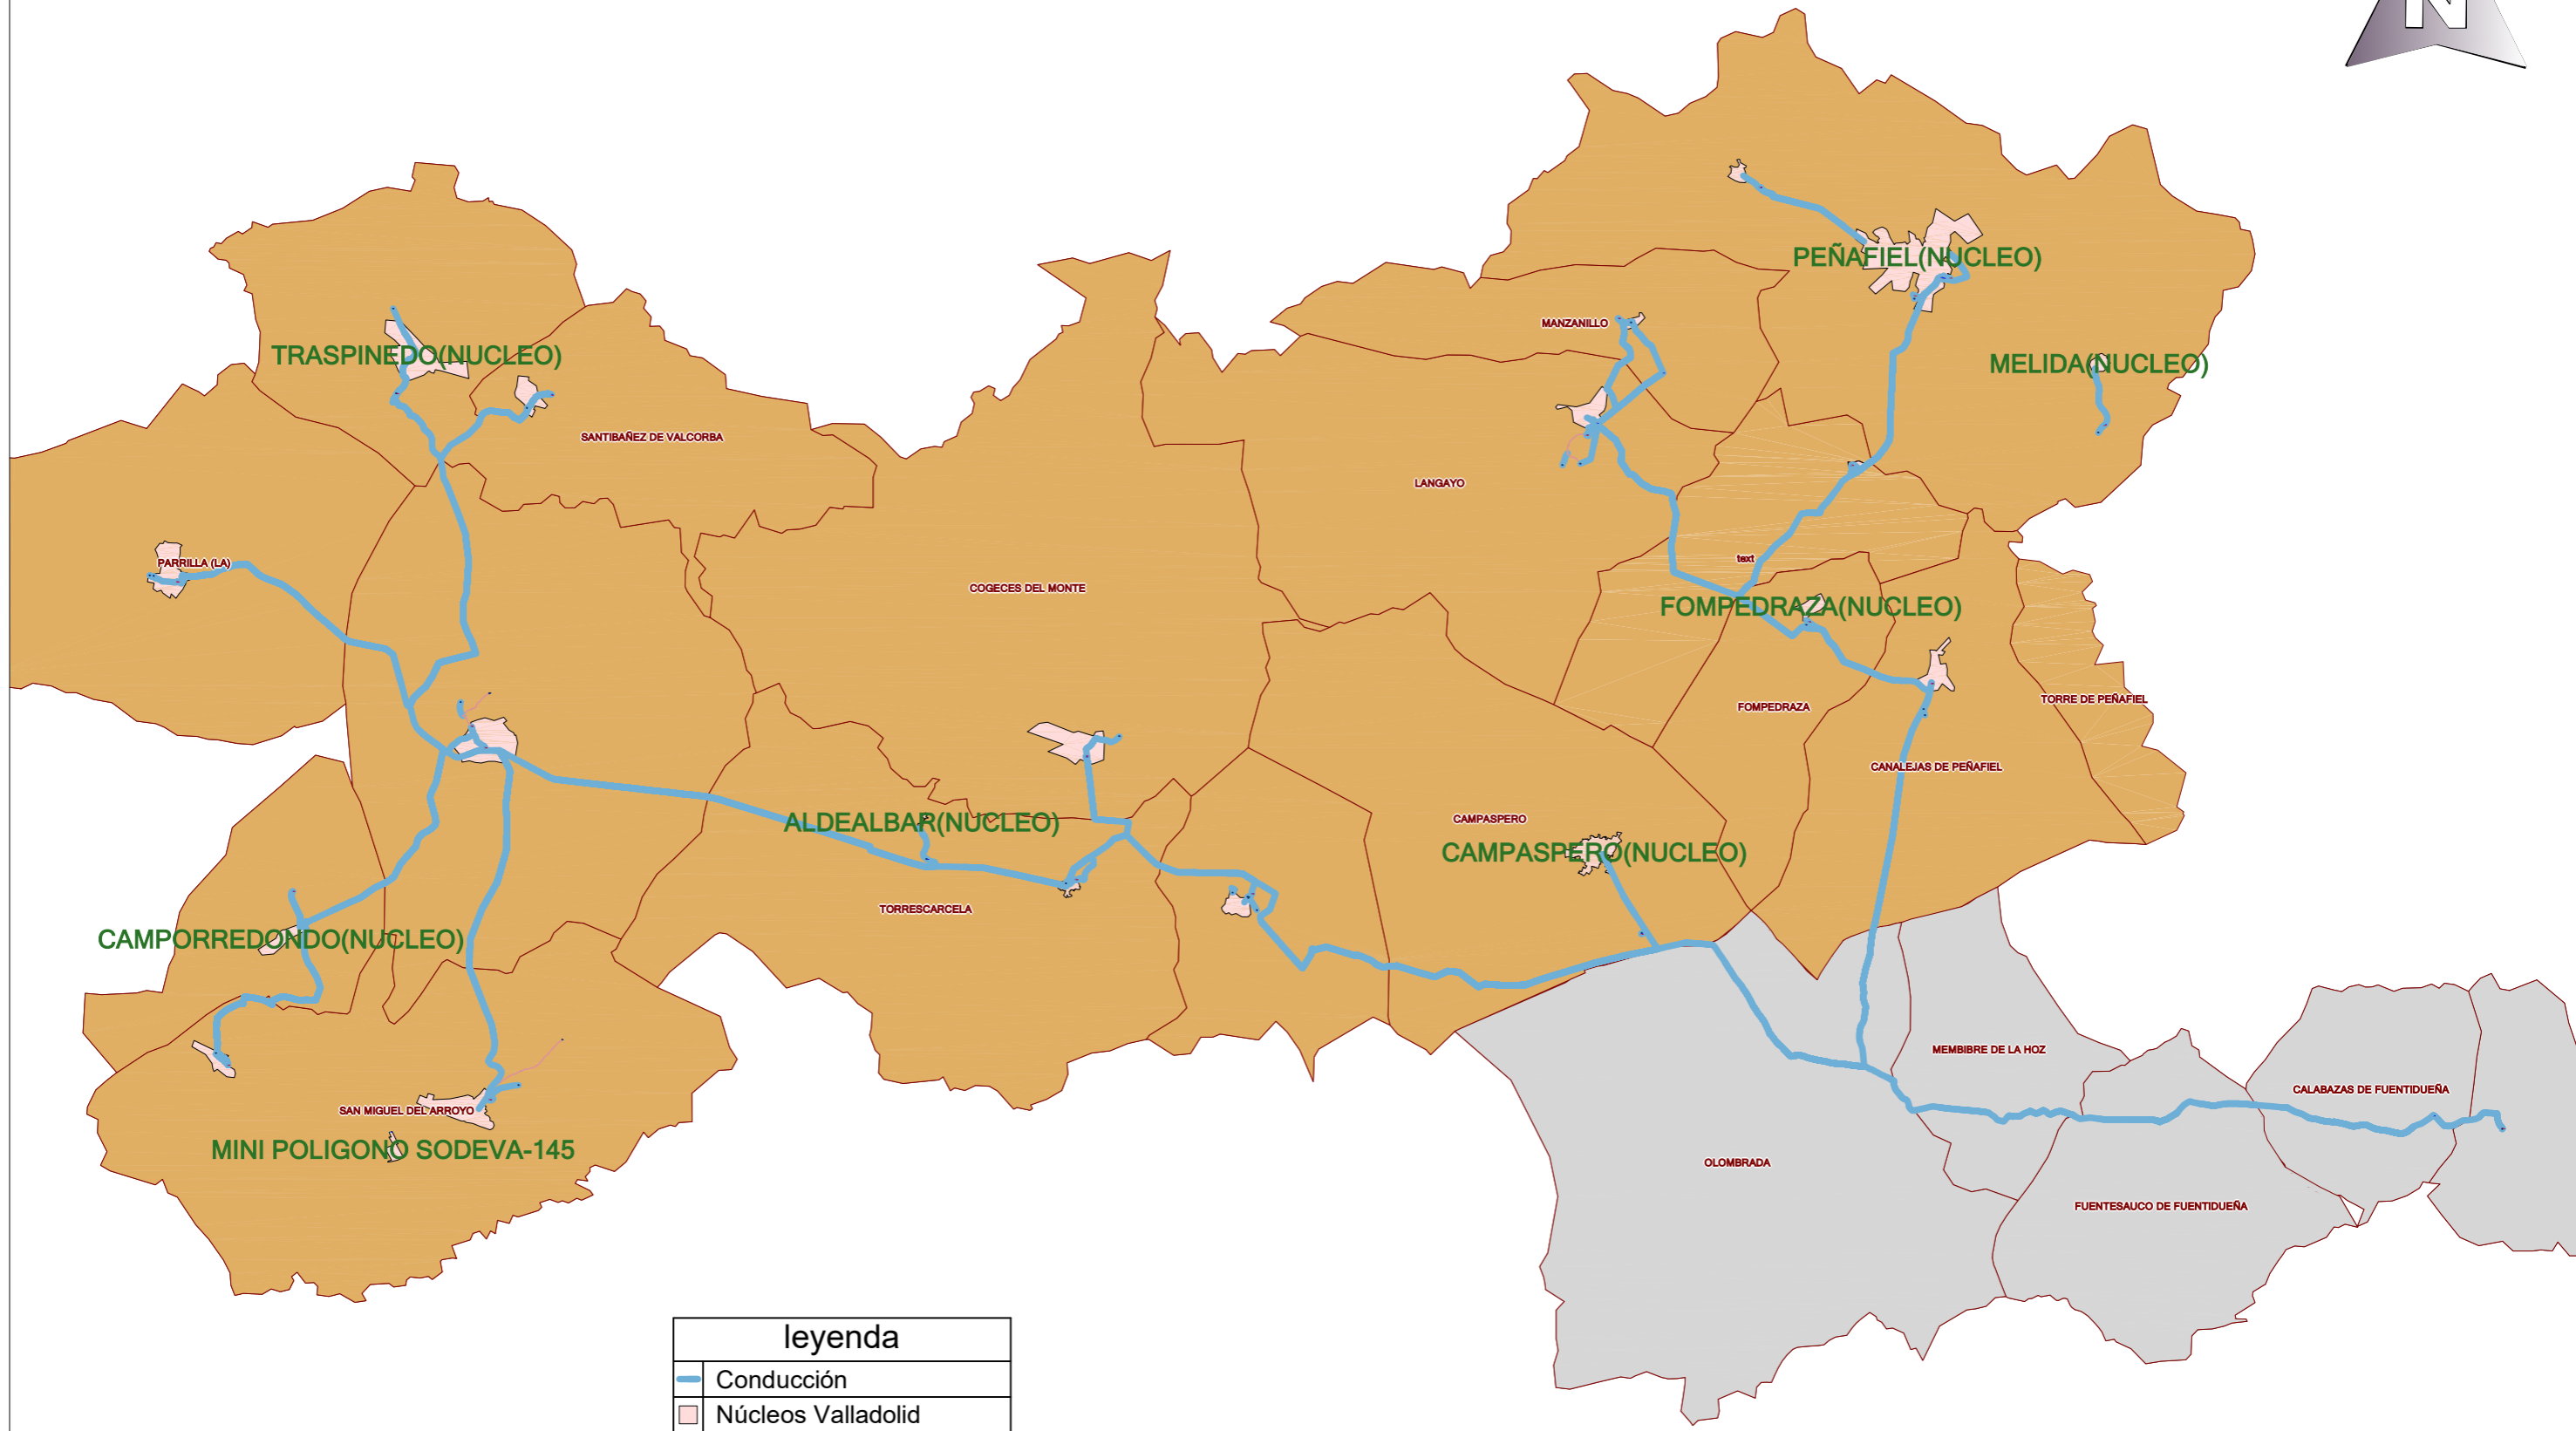 N
PEÑAFIEL(NUCLEO)
MANZANILLO
TRASPINEDO(NUCLEO)
MELIDA(NUCLEO)
SANTIBAÑEZ DE VALCORBA
LANGAYO
text
PARRILLA (LA)
COGECES DEL MONTE
FOMPEDRAZA(NUCLEO)
TORRE DE PEÑAFIEL
FOMPEDRAZA
CANALEJAS DE PEÑAFIEL
CAMPASPERO
ALDEALBAR(NUCLEO)
CAMPASPERO(NUCLEO)
TORRESCARCELA
CAMPORREDONDO(NUCLEO)
MEMBIBRE DE LA HOZ
CALABAZAS DE FUENTIDUEÑA
SAN MIGUEL DEL ARROYO
MINI POLIGONO SODEVA-145
OLOMBRADA
FUENTESAUCO DE FUENTIDUEÑA
leyenda
Conducción
Núcleos Valladolid